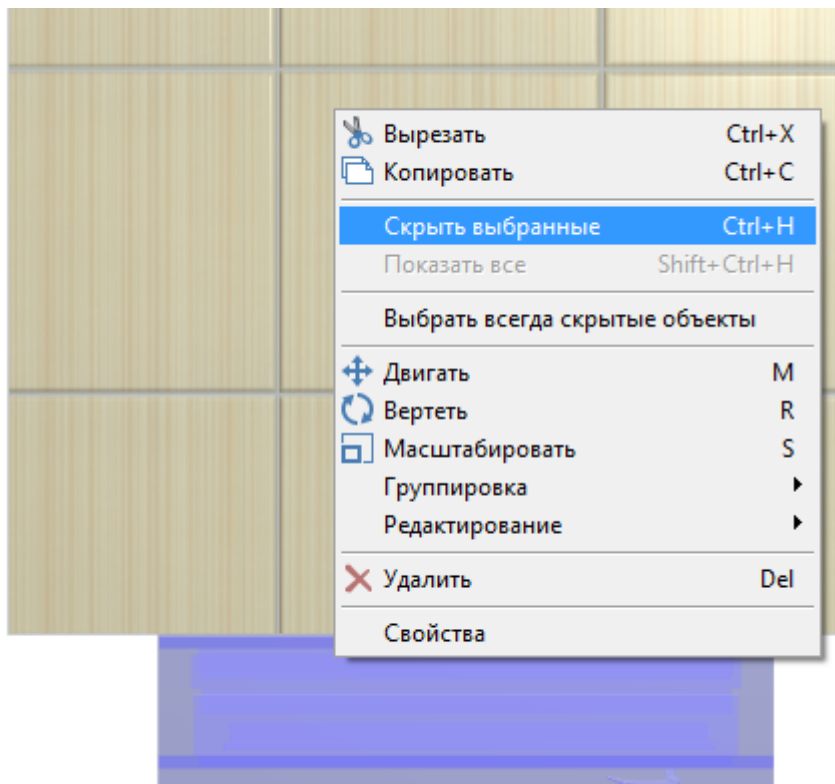 Вырезать Ctrl+X
Копировать Ctrl+C
Скрыть выбранные Ctrl+H
Показать все Shift+Ctrl+H
Выбрать всегда скрытые объекты
Двигать M
Вертеть R
Масштабировать S
Группировка
Редактирование
Удалить Del
Свойства